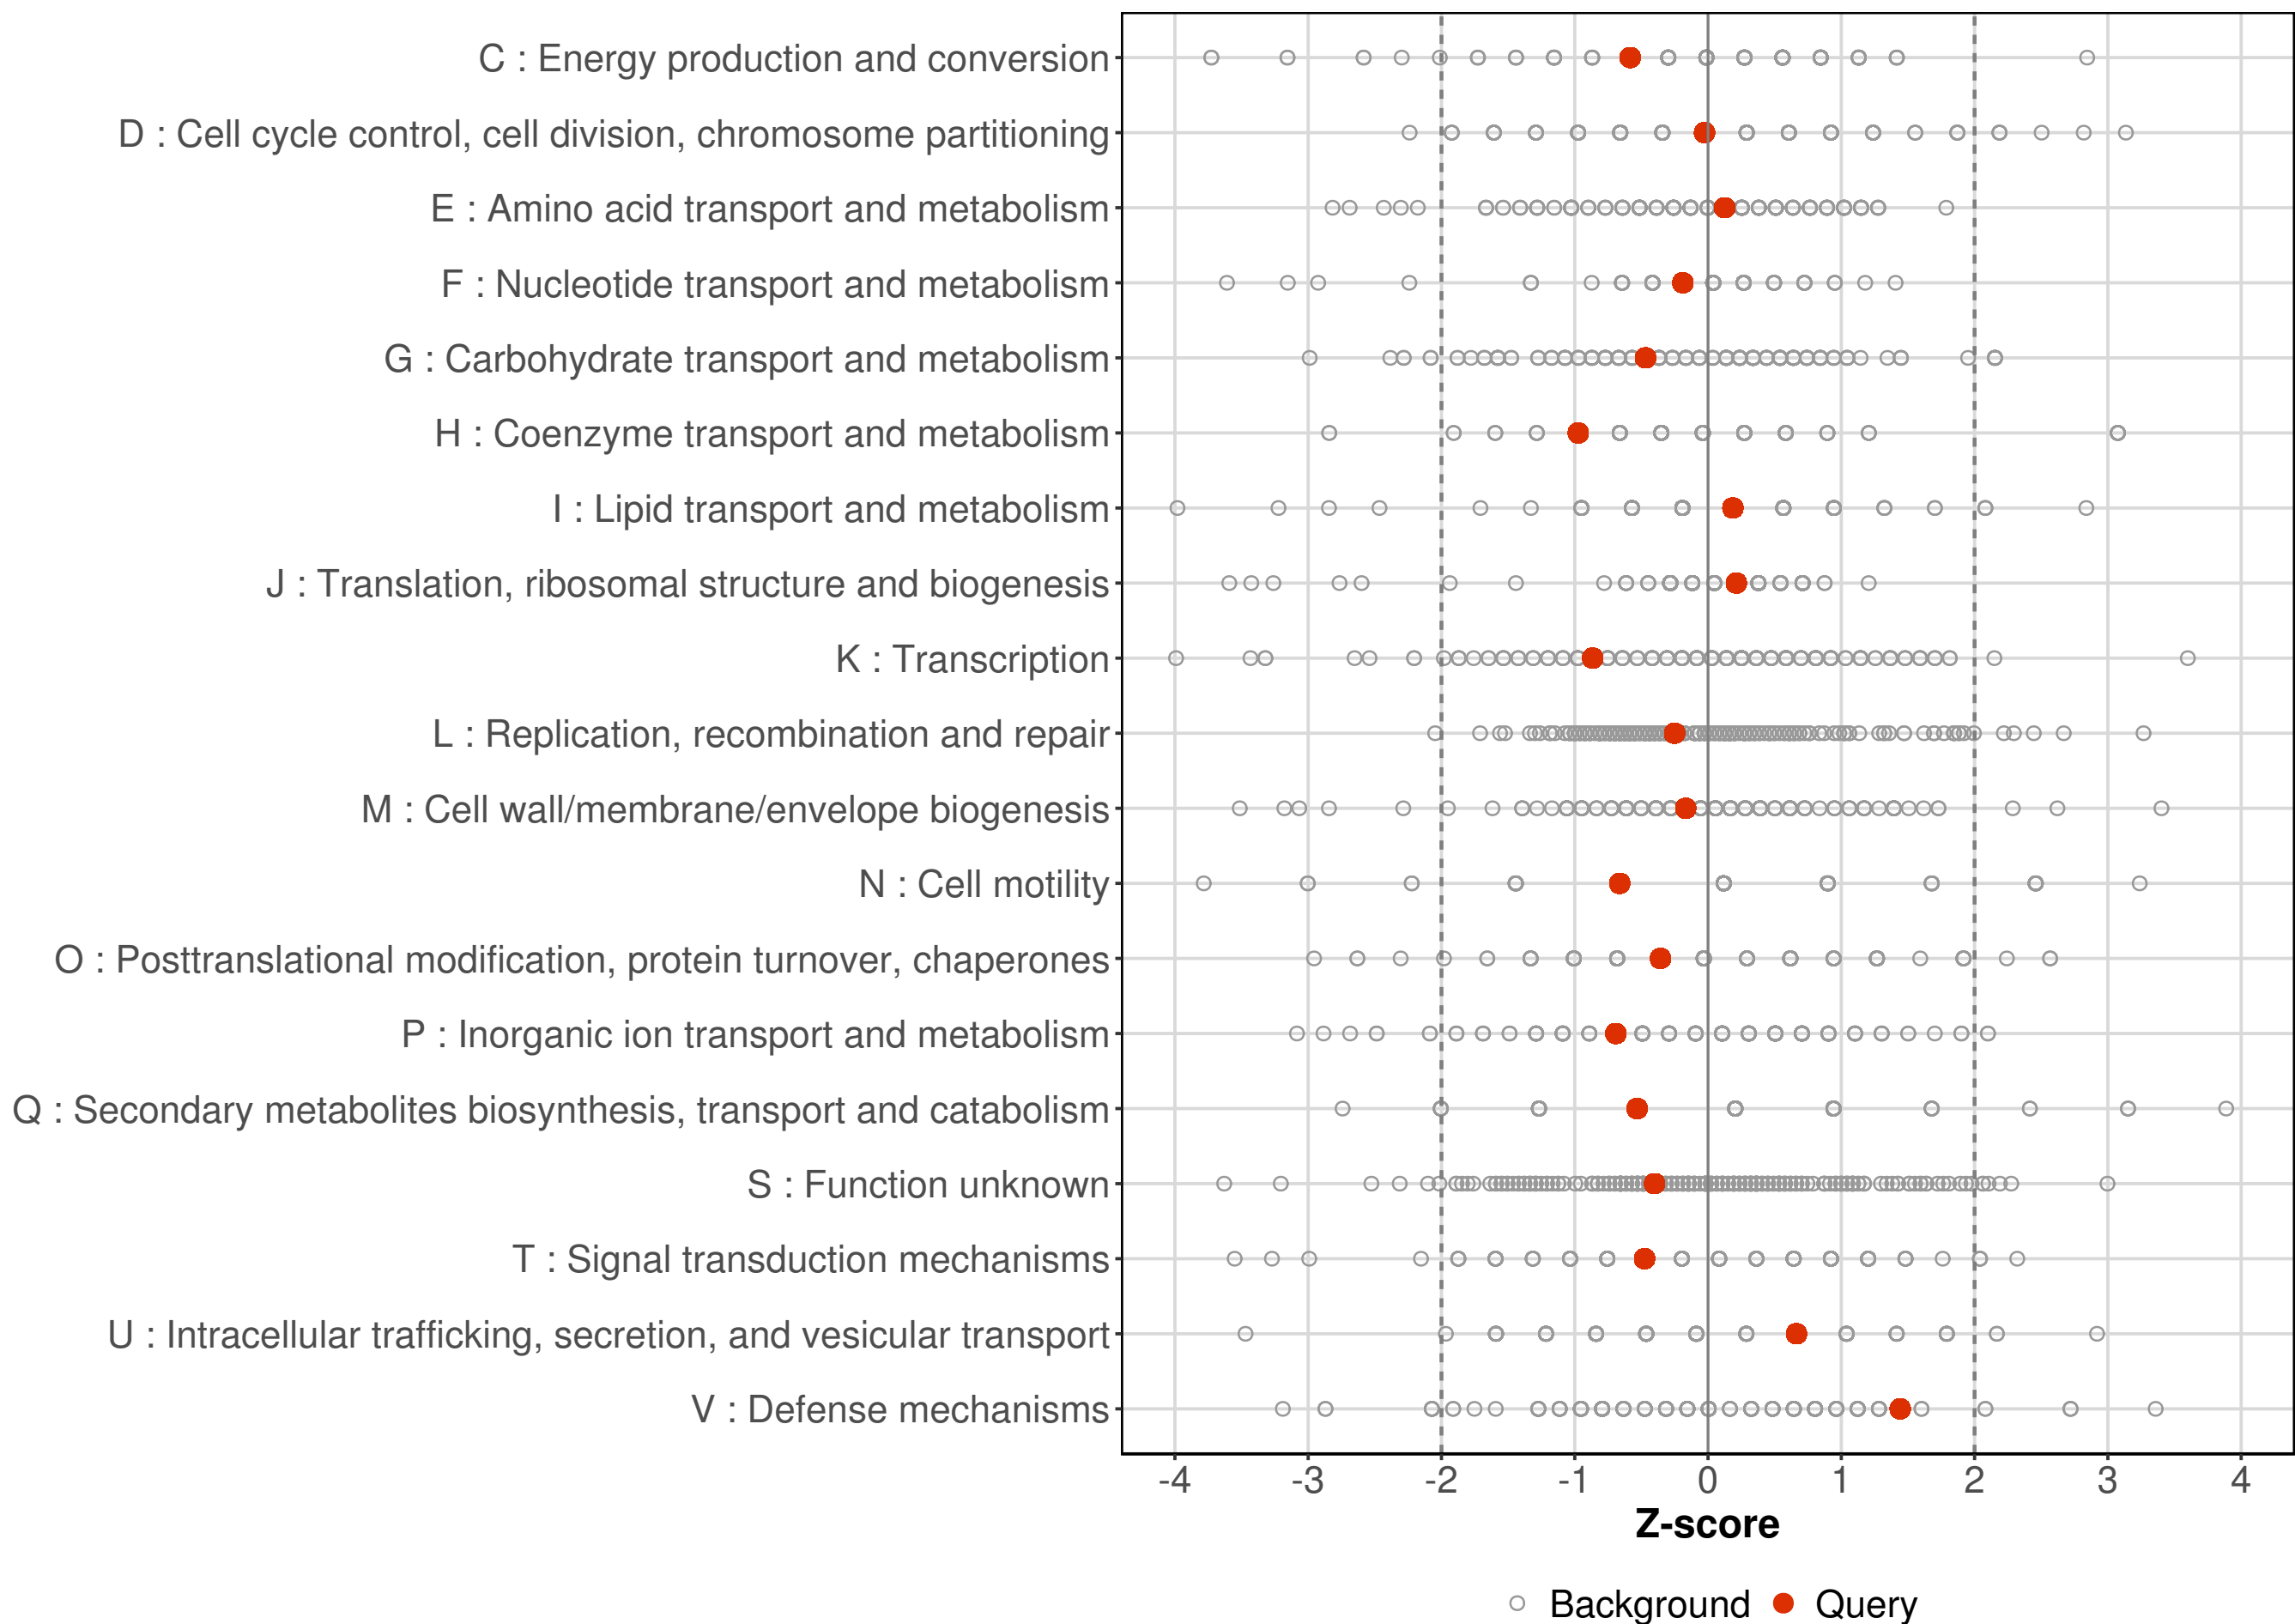 C : Energy production and conversion
D : Cell cycle control, cell division, chromosome partitioning
E : Amino acid transport and metabolism
F : Nucleotide transport and metabolism
G : Carbohydrate transport and metabolism
H : Coenzyme transport and metabolism
I : Lipid transport and metabolism
J : Translation, ribosomal structure and biogenesis
K : Transcription
L : Replication, recombination and repair
M : Cell wall/membrane/envelope biogenesis
N : Cell motility
O : Posttranslational modification, protein turnover, chaperones
P : Inorganic ion transport and metabolism
Q : Secondary metabolites biosynthesis, transport and catabolism
S : Function unknown
T : Signal transduction mechanisms
U : Intracellular trafficking, secretion, and vesicular transport
V : Defense mechanisms
-4 -3 -2 -1 0 1 2 3 4
Z-score
Background Query